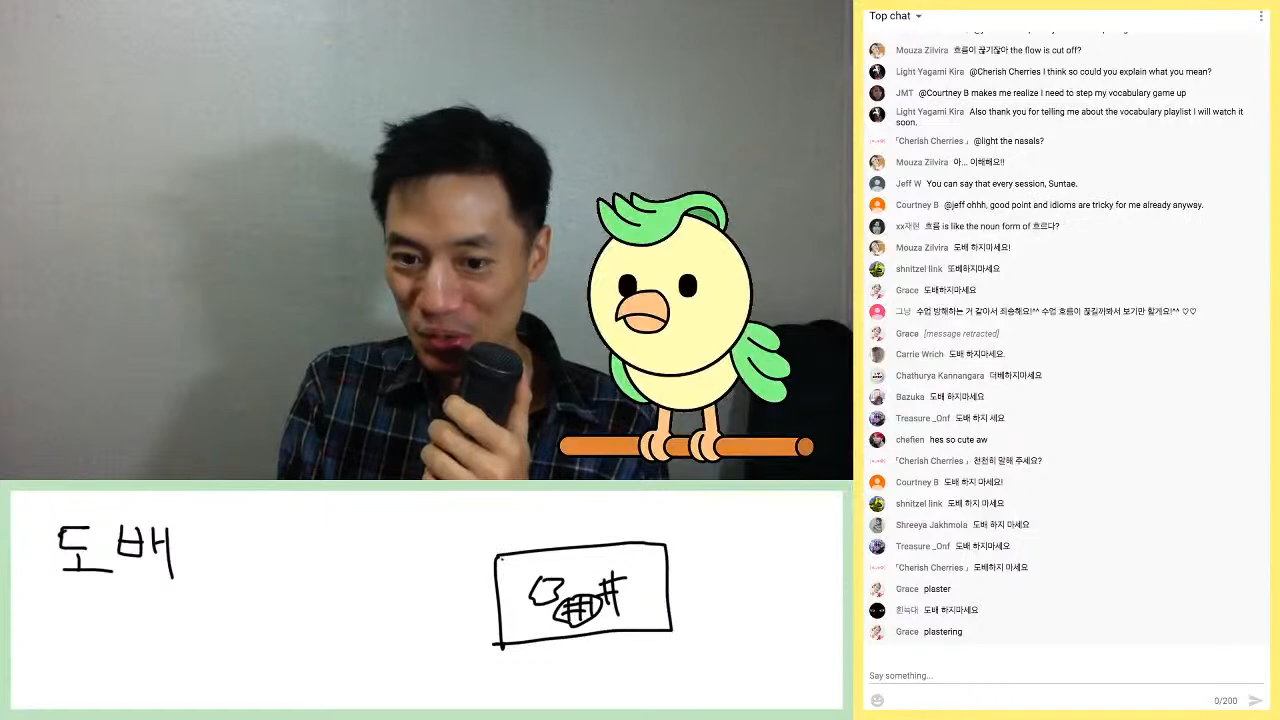 도배
#
Top chat
Mouza Zilvira 흐름이 끊기잖아 the flow is cut off?
Light Yagami Kira @Cherish Cherries I think so could you explain what you mean?
JMT @Courtney B makes me realize I need to step my vocabulary game up
Light Yagami Kira Also thank you for telling me about the vocabulary playlist I will watch it
soon.
「Cherish Cherries 」 @light the nasals?
Mouza Zilvira 아... 이해해요!!
Jeff W You can say that every session, Suntae.
Courtney B @jeff ohhh, good point and idioms are tricky for me already anyway.
xx재현 흐름 is like the noun form of 흐르다?
Mouza Zilvira 도배 하지마세요!
shnitzel link 또베하지마세요
Grace 도배하지마세요
그냥 수업 방해하는 거 같아서 죄송해요!^^ 수업 흐름이 끊길까봐서 보기만 할게요!^^ ♡♡
Grace [message retracted]
Carrie Wrich 도배 하지마세요.
Chathurya Kannangara 더베하지마세요
Bazuka 도배 하지마세요
Treasure _Onf 도배 하지 세요
chefien hes so cute aw
「Cherish Cherries 」 천천히 말해 주세요?
Courtney B 도배 하지 마세요!
shnitzel link 도베 하지 마세요
Shreeya Jakhmola 도배 하지 마세요
Treasure _Onf 도배 하지마세요
「Cherish Cherries 」 도베하지 마세요
Grace plaster
흰늑대 도배 하지마세요
Grace plastering
Say something...
0/200